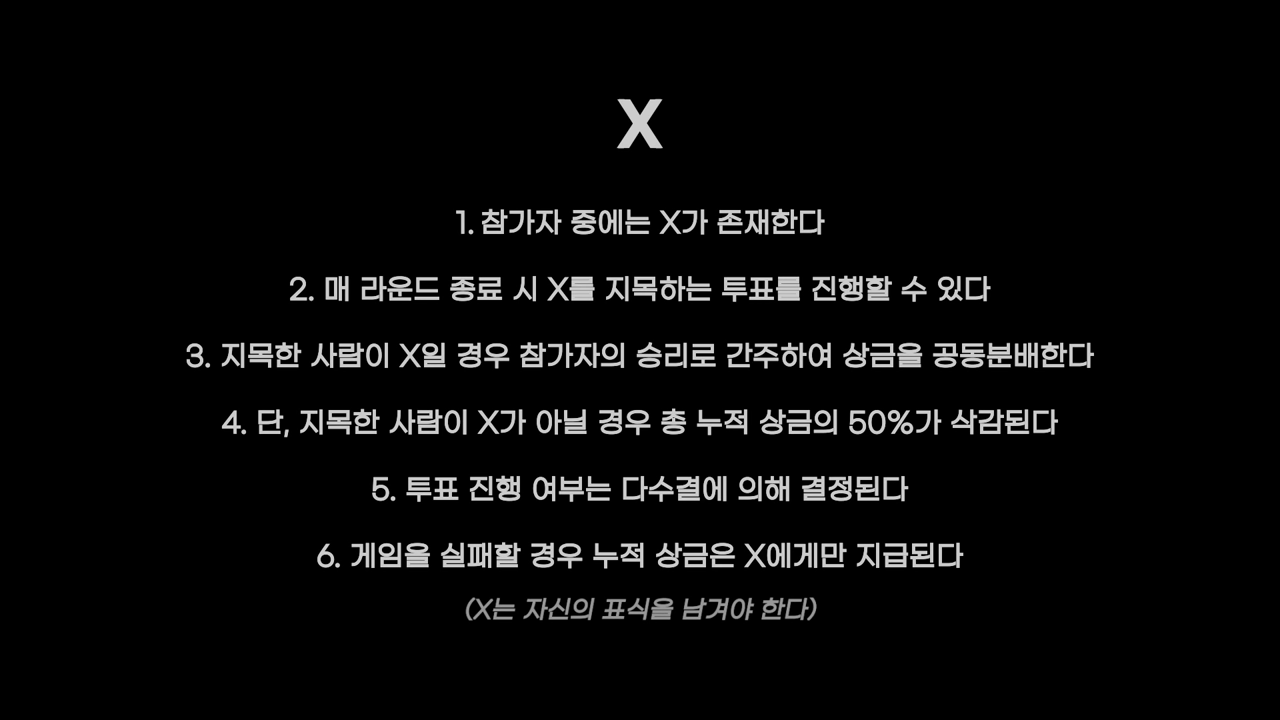 X
1. 참가자 중에는 X가 존재한다
2. 매 라운드 종료 시 X를 지목하는 투표를 진행할 수 있다
3. 지목한 사람이 X일 경우 참가자의 승리로 간주하여 상금을 공동분배한다
4. 단, 지목한 사람이 X가 아닐 경우 총 누적 상금의 50%가 삭감된다
5. 투표 진행 여부는 다수결에 의해 결정된다
6. 게임을 실패할 경우 누적 상금은 X에게만 지급된다
(X는 자신의 표식을 남겨야 한다)